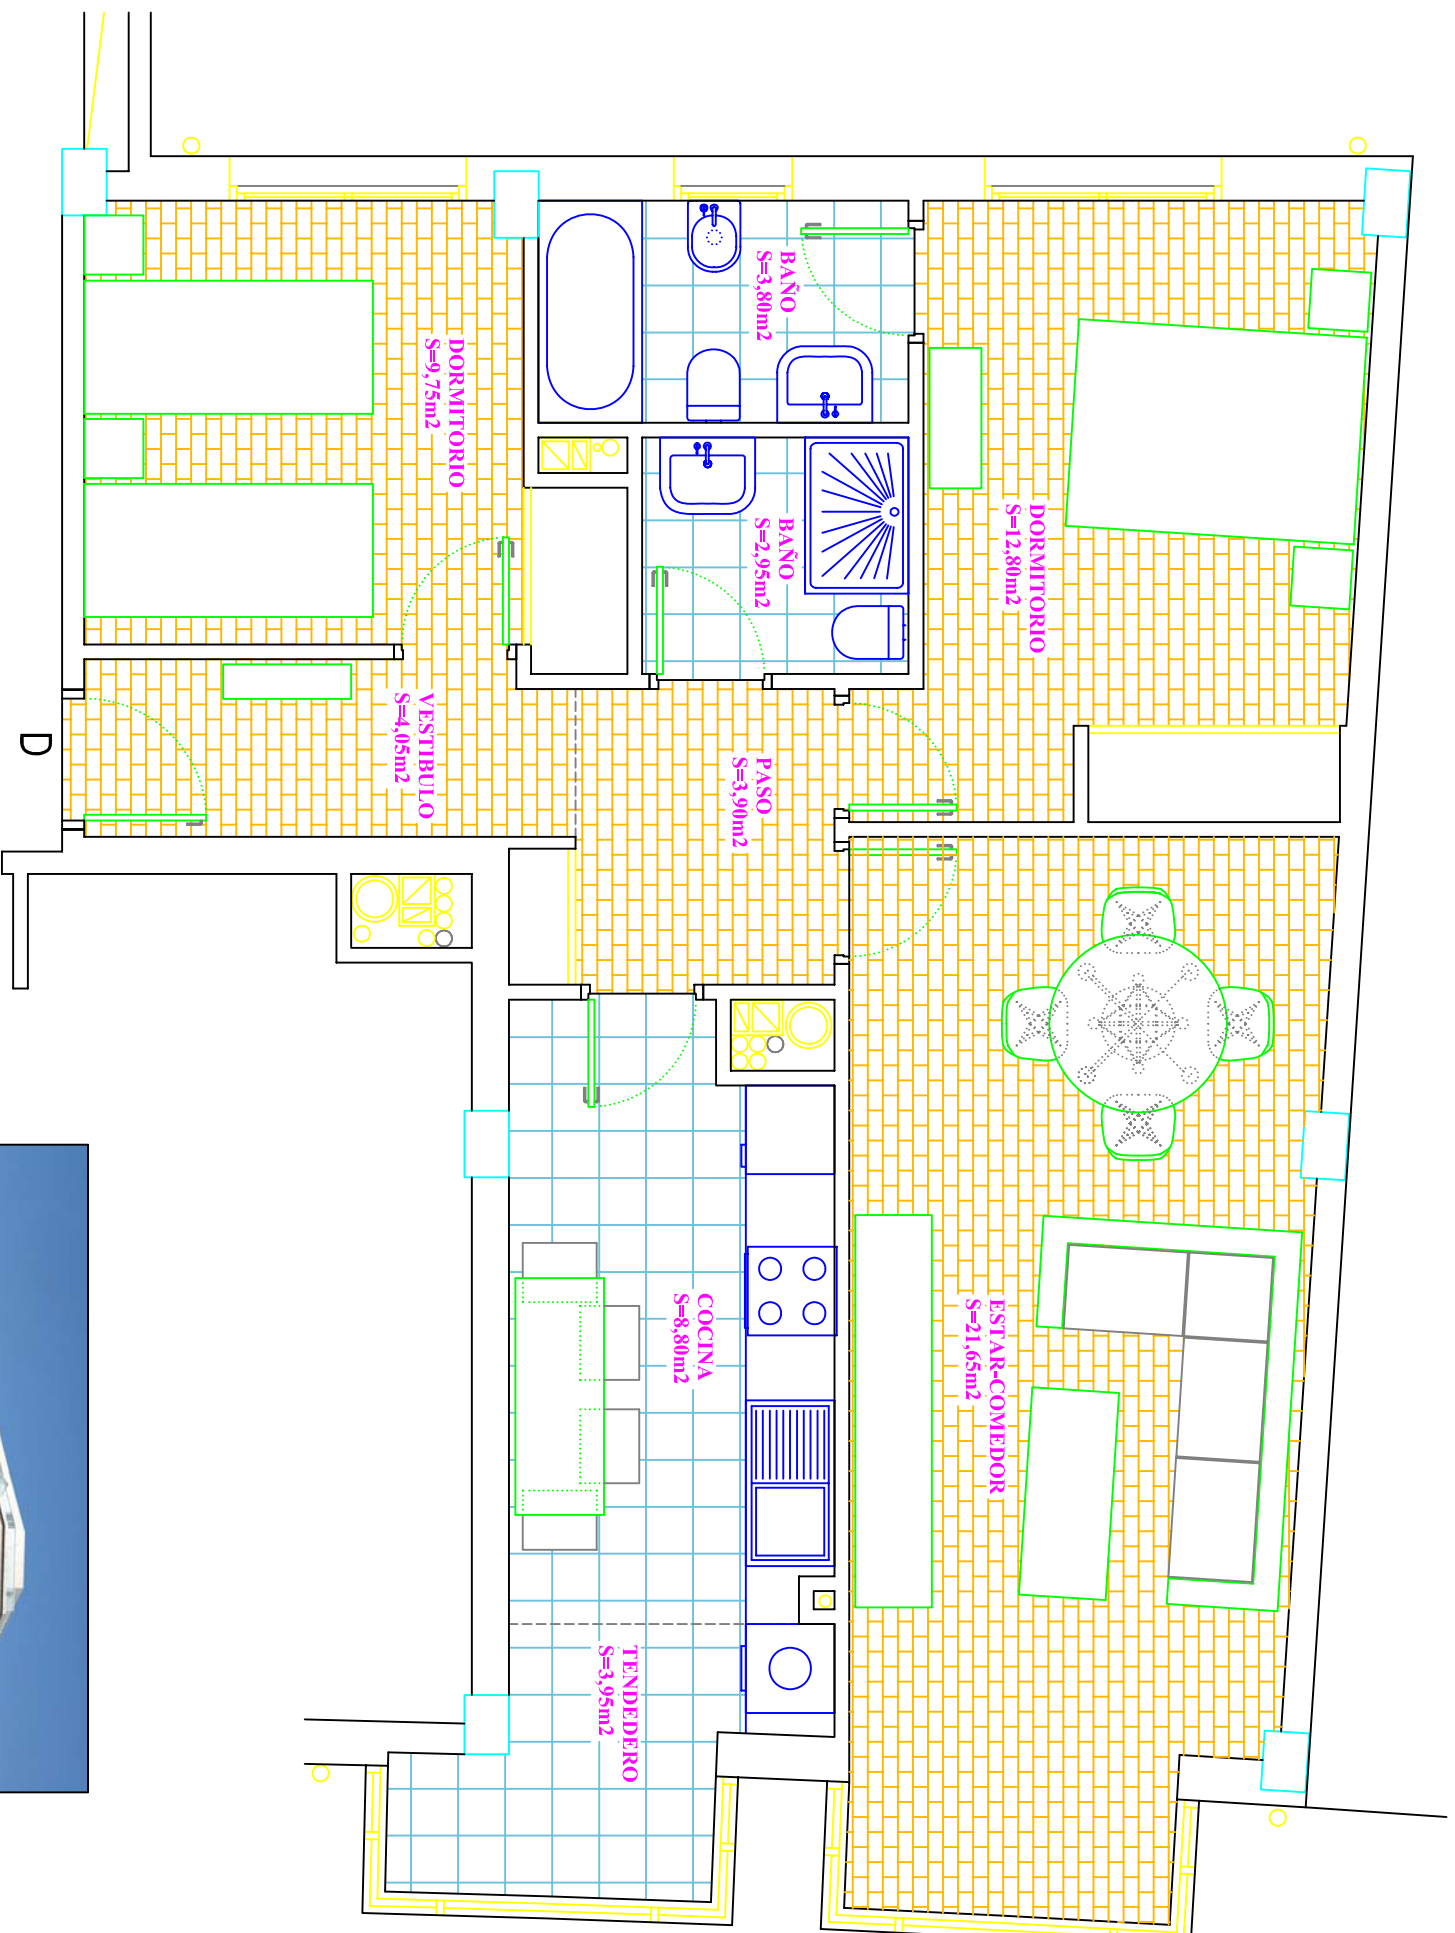 DORMITORIO
S=12,80m2
ESTAR-COMEDOR
S=21,65m2
BAÑO
S=3,80m2
BAÑO
S=2,95m2
PASO
S=3,90m2
COCINA
S=8,80m2
TENDEDERO
S=3,95m2
DORMITORIO
S=9,75m2
VESTIBULO
S=4,05m2
D